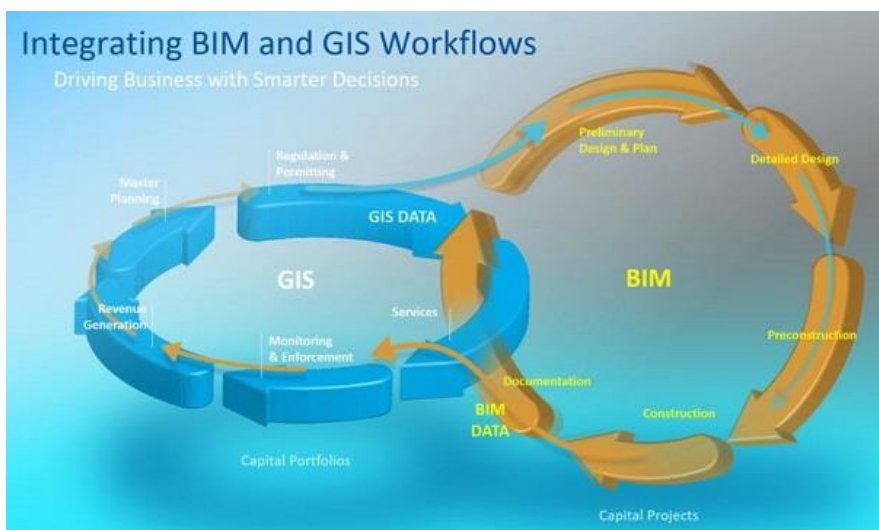 Integrating BIM and GIS Workflows
Driving Business with Smarter Decisions
Regulation &
Permitting
Master
Planning
GIS DATA
GIS
Revenue
Generation
Monitoring
& Enforcement
Services
Capital Portfolios
Preliminary
Design & Plan
Detailed Design
BIM
Preconstruction
Construction
Documentation
BIM
DATA
Capital Projects